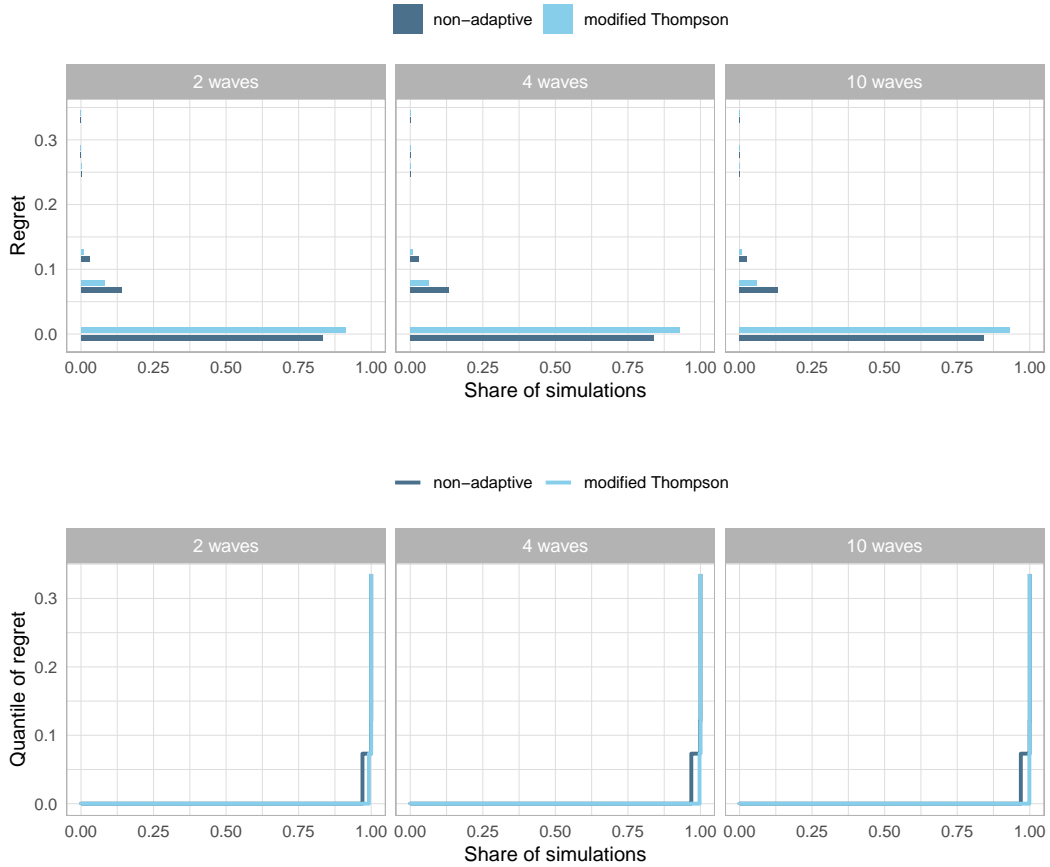 non−adaptive modified Thompson
2 waves 4 waves 10 waves
0.3
0.2
0.1
0.0
Regret
0.00 0.25 0.50 0.75 1.00 0.00 0.25 0.50 0.75 1.00 0.00 0.25 0.50 0.75 1.00
Share of simulations
non−adaptive modified Thompson
2 waves 4 waves 10 waves
0.3
0.2
0.1
0.0
Quantile of regret
0.00 0.25 0.50 0.75 1.00 0.00 0.25 0.50 0.75 1.00 0.00 0.25 0.50 0.75 1.00
Share of simulations